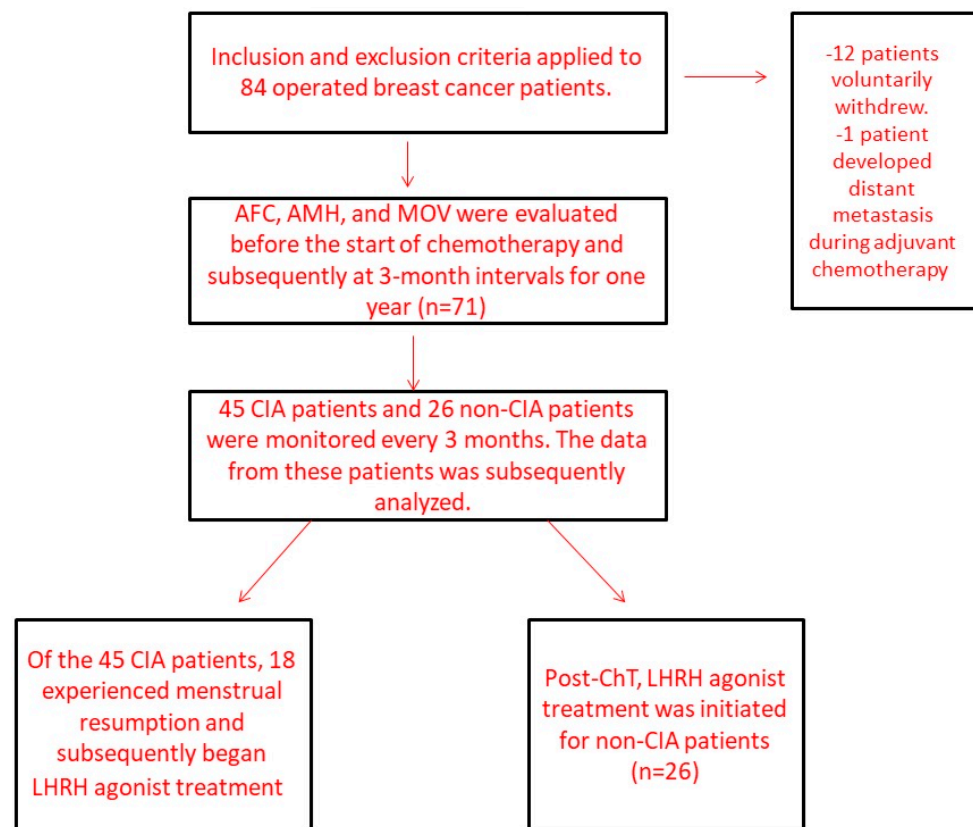 Inclusion and exclusion criteria applied to
84 operated breast cancer patients.
-12 patients
voluntarily
withdrew.
-1 patient
developed
distant
metastasis
during adjuvant
chemotherapy
AFC, AMH, and MOV were evaluated
before the start of chemotherapy and
subsequently at 3-month intervals for one
year (n=71)
45 CIA patients and 26 non-CIA patients
were monitored every 3 months. The data
from these patients was subsequently
analyzed.
Of the 45 CIA patients, 18
experienced menstrual
resumption and
subsequently began
LHRH agonist treatment
Post-ChT, LHRH agonist
treatment was initiated
for non-CIA patients
(n=26)